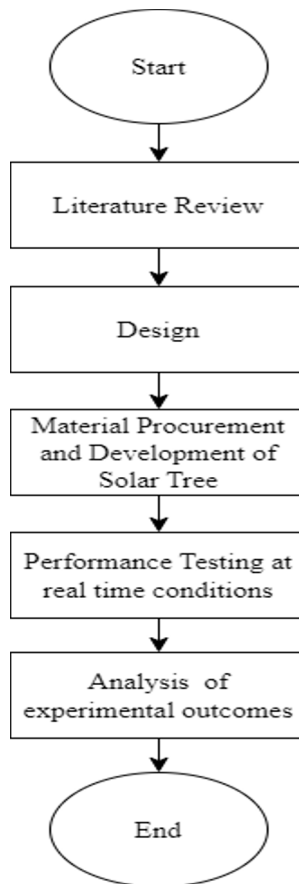 Start
Literature Review
Design
Material Procurement
and Development of
Solar Tree
Performance Testing at
real time conditions
Analysis of
experimental outcomes
End